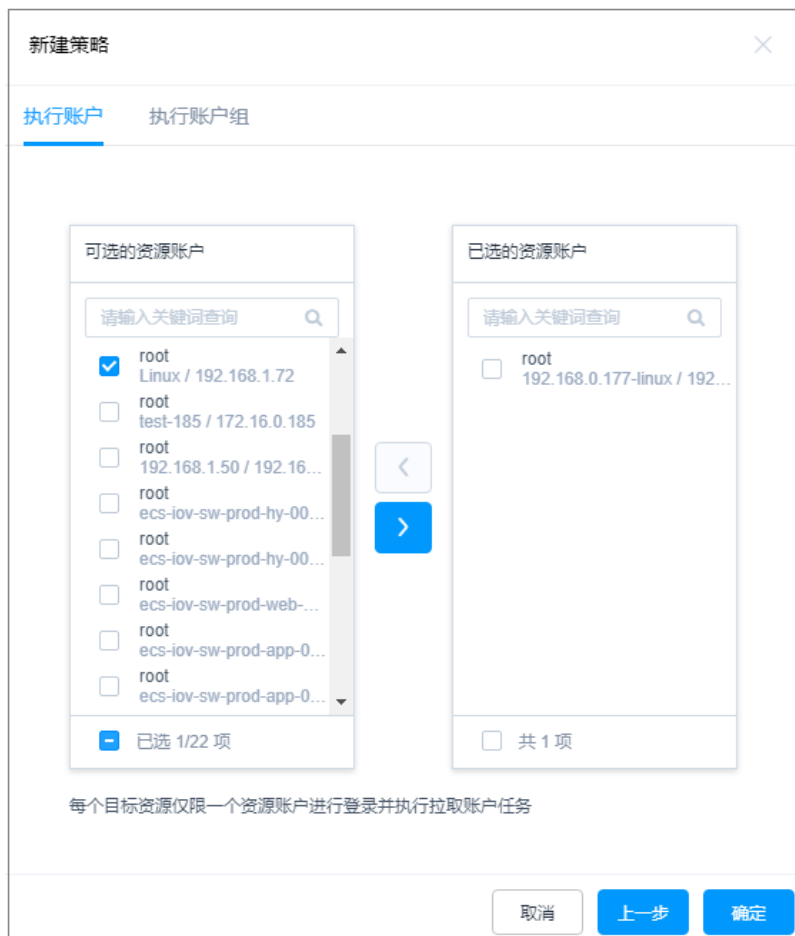 新建策略
执行账户 执行账户组
可选的资源账户
请输入关键词查询
root
Linux / 192.168.1.72
root
test-185 / 172.16.0.185
root
192.168.1.50 / 192.16...
root
ecs-iov-sw-prod-hy-00...
root
ecs-iov-sw-prod-hy-00...
root
ecs-iov-sw-prod-web-...
root
ecs-iov-sw-prod-app-0...
root
ecs-iov-sw-prod-app-0...
已选 1/22 项
已选的资源账户
请输入关键词查询
root
192.168.0.177-linux / 192...
共 1 项
每个目标资源仅限一个资源账户进行登录并执行拉取账户任务
取消 上一步 确定